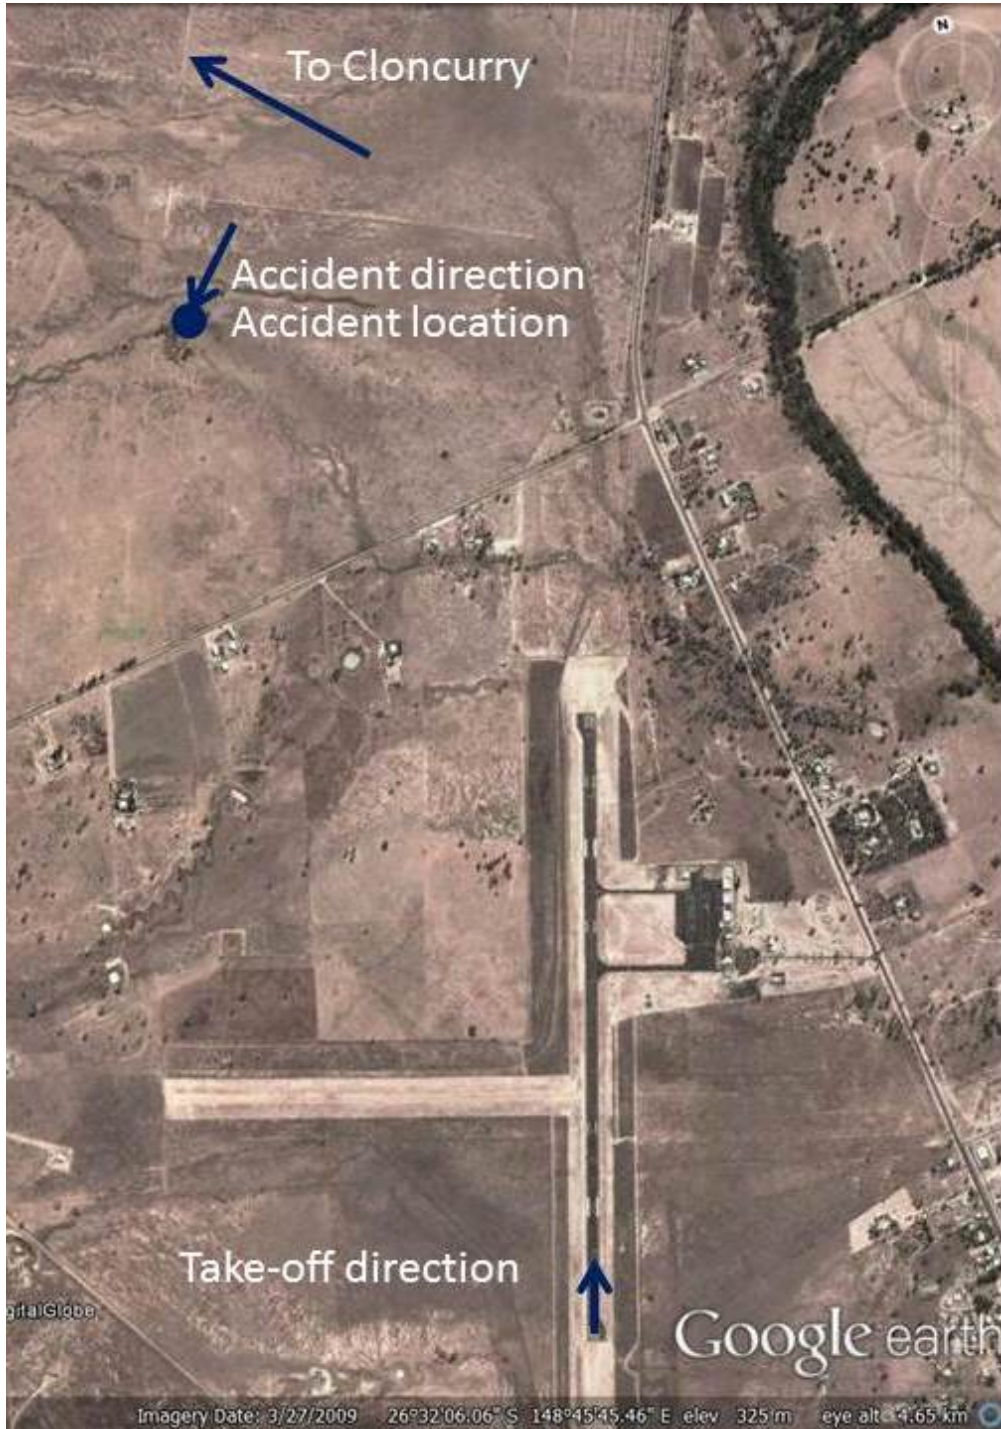 N
To Cloncurry
Accident direction
Accident location
Take-off direction
gitalGlobe
Google earth
Imagery Date: 3/27/2009 26°32'06.06" S 148°45'45.46" E elev 325 m eye alt 4.65 km